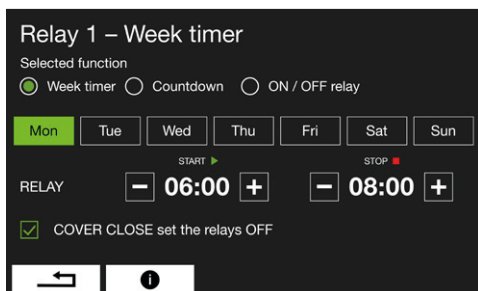 Relay 1 – Week timer
Selected function
Week timer Countdown ON / OFF relay
Mon Tue Wed Thu Fri Sat Sun
START STOP
RELAY − 06:00 + − 08:00 +
COVER CLOSE set the relays OFF
i